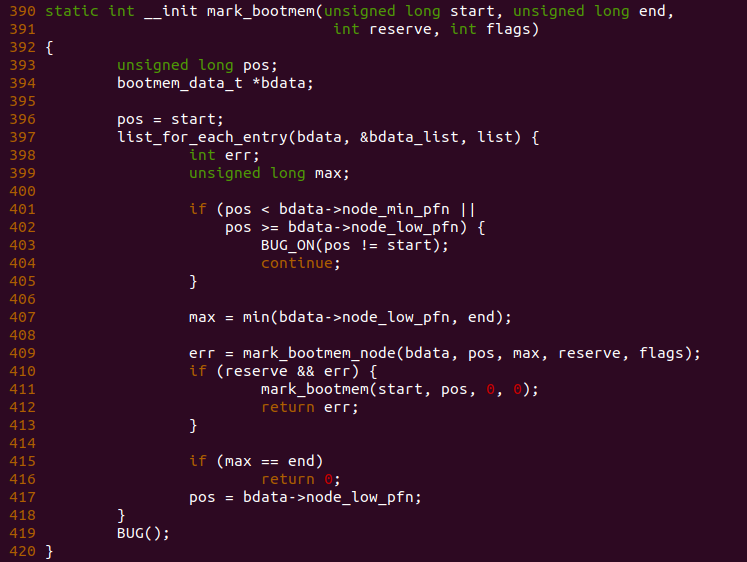 390 static int __init mark_bootmem(unsigned long start, unsigned long end,
391                                 int reserve, int flags)
392 {
393         unsigned long pos;
394         bootmem_data_t *bdata;
395
396         pos = start;
397         list_for_each_entry(bdata, &bdata_list, list) {
398                 int err;
399                 unsigned long max;
400
401                 if (pos < bdata->node_min_pfn ||
402                     pos >= bdata->node_low_pfn) {
403                         BUG_ON(pos != start);
404                         continue;
405                 }
406
407                 max = min(bdata->node_low_pfn, end);
408
409                 err = mark_bootmem_node(bdata, pos, max, reserve, flags);
410                 if (reserve && err) {
411                         mark_bootmem(start, pos, 0, 0);
412                         return err;
413                 }
414
415                 if (max == end)
416                         return 0;
417                 pos = bdata->node_low_pfn;
418         }
419         BUG();
420 }